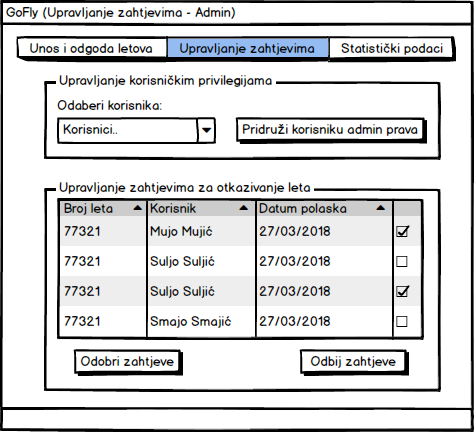 GoFly (Upravljanje zahtjevima - Admin)
Unos i odgoda letova Upravljanje zahtjevima Statistički podaci
Upravljanje korisničkim privilegijama
Odaberi korisnika:
Korisnici.. Pridruži korisniku admin prava
Upravljanje zahtjevima za otkazivanje leta
Broj leta Korisnik Datum polaska
77321 Mujo Mujić 27/03/2018
77321 Suljo Suljić 27/03/2018
77321 Suljo Suljić 27/03/2018
77321 Smajo Smajić 27/03/2018
Odobri zahtjeve Odbij zahtjeve